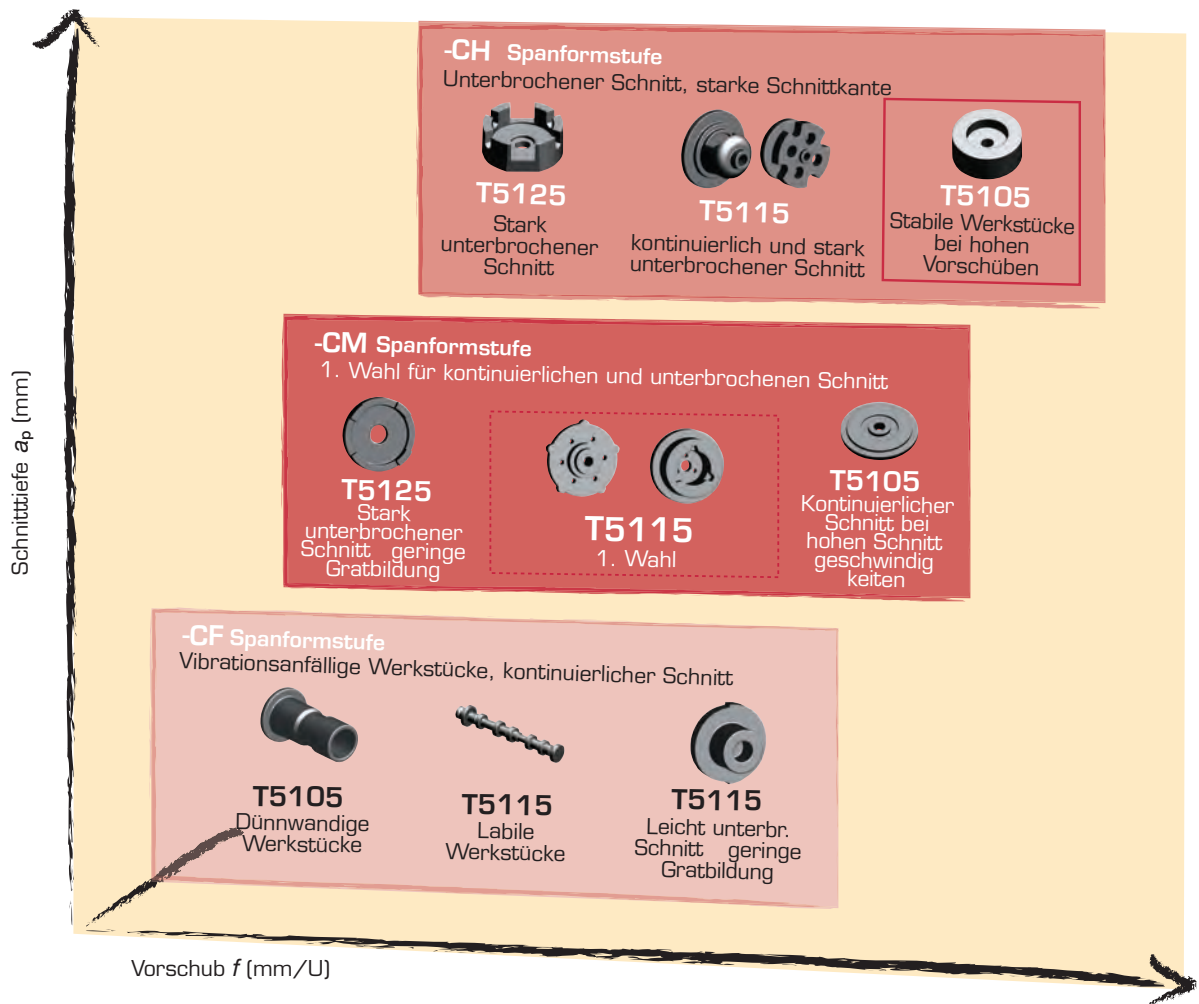 -CH Spanformstufe
Unterbrochener Schnitt, starke Schnittkante
T5125
Stark
unterbrochener
Schnitt
T5115
kontinuierlich und stark
unterbrochener Schnitt
T5105
Stabile Werkstücke
bei hohen
Vorschüben
-CM Spanformstufe
1. Wahl für kontinuierlichen und unterbrochenen Schnitt
T5125
Stark
unterbrochener
Schnitt geringe
Gratbildung
T5115
1. Wahl
T5105
Kontinuierlicher
Schnitt bei
hohen Schnitt
geschwindig
keiten
-CF Spanformstufe
Vibrationsanfällige Werkstücke, kontinuierlicher Schnitt
T5105
Dünnwandige
Werkstücke
T5115
Labile
Werkstücke
T5115
Leicht unterbr.
Schnitt geringe
Gratbildung
Schnitttiefe ap (mm)
Vorschub f (mm/U)